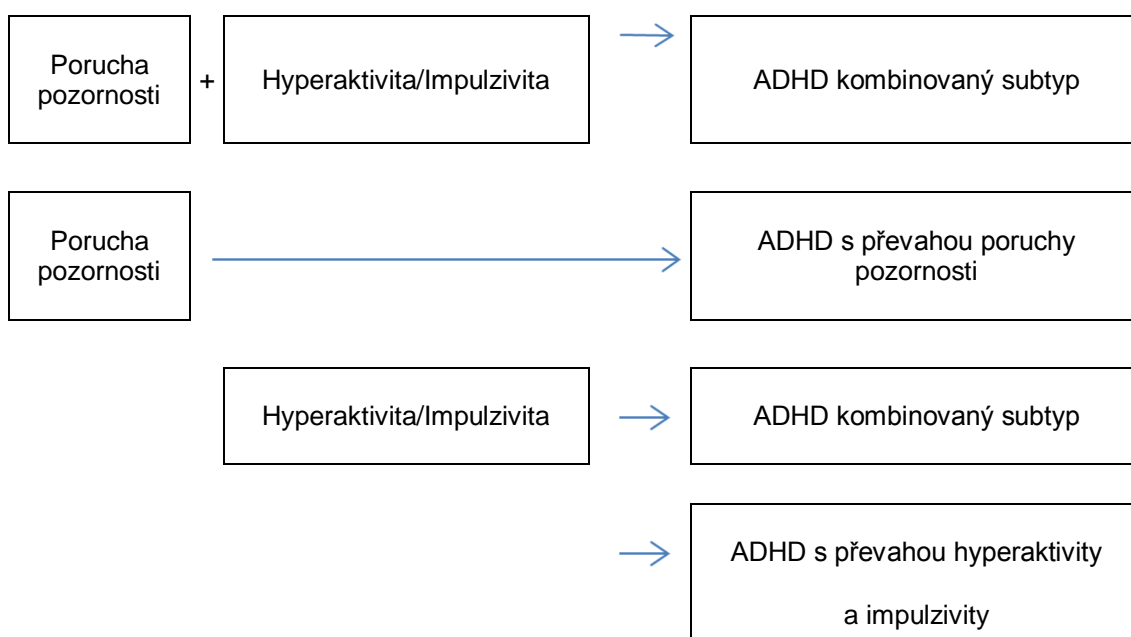 Porucha
pozornosti
+
Hyperaktivita/Impulzivita
ADHD kombinovaný subtyp
Porucha
pozornosti
ADHD s převahou poruchy
pozornosti
Hyperaktivita/Impulzivita
ADHD kombinovaný subtyp
ADHD s převahou hyperaktivity
a impulzivity